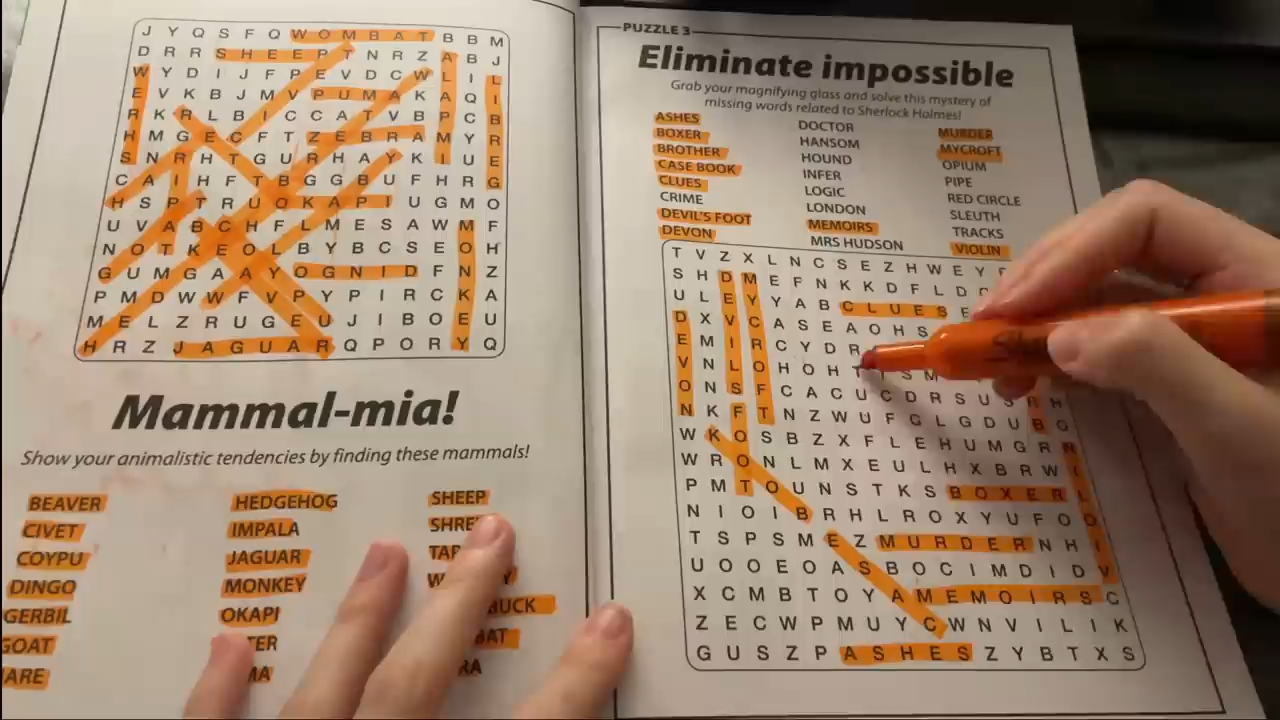 J Y Q S F Q W O M B A T B B M
D R R S H E E P T N R Z A B J
W Y D I J F P E V D C W L I L
E V K B J M V P U M A K A Q I
R K R L B I C C A T V B P C B
H M G E C F T Z E B R A M Y R
S N R H T G U R H A Y K I U E
C A I H F T B G G B U F H R G
H S P T R U O K A P I U G M O
U V A B C H F L M E S A W M F
N O T K E O L B Y B C S E O H
G U M G A A Y O G N I D F N Z
P M D W W F V P Y P I R C K A
M E L Z R U G E U J I B O E U
H R Z J A G U A R Q P O R Y Q
Mammal-mia!
Show your animalistic tendencies by finding these mammals!
BEAVER HEDGEHOG SHEEP
CIVET IMPALA
COYPU JAGUAR
DINGO MONKEY
GERBIL OKAPI
GOAT
PUZZLE 3
Eliminate impossible
Grab your magnifying glass and solve this mystery of
missing words related to Sherlock Holmes!
ASHES DOCTOR MURDER
BOXER HANSOM MYCROFT
BROTHER HOUND OPIUM
CASE BOOK INFER PIPE
CLUES LOGIC RED CIRCLE
CRIME LONDON SLEUTH
DEVIL'S FOOT MEMOIRS TRACKS
DEVON MRS HUDSON VIOLIN
T V Z X L N C S E Z H W E Y
S H D M E F N K K D F L D
U L E Y Y A B C L U E S E
D X V C A S E A O H S
E M I R C Y D R
V N L O H O H T T S M
O N S F C A C U C D R S U S R H
N K F T N Z W U F G L G D U B O
W K O S B Z X F L E H U M G R N
W R O N L M X E U L H X B R W I
P M T O U N S T K S B O X E R L
N I O I B R H L R O X Y U F O O
T S P S M E Z M U R D E R N H I
U O O E O A S B O C I M D I D V
X C M B T O Y A M E M O I R S C
Z E C W P M U Y C W N V I L I K
G U S Z P A S H E S Z Y B T X S